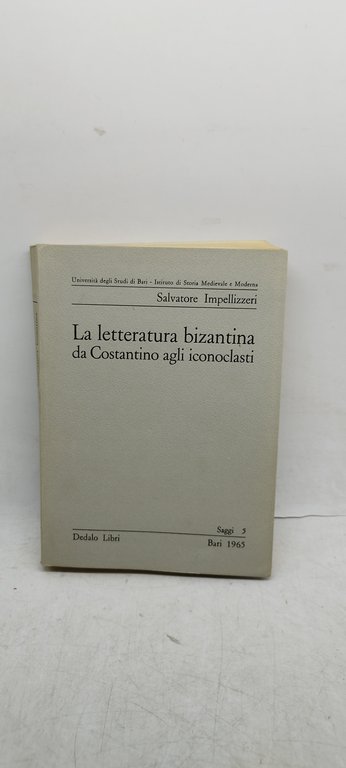 Università degli Studi di Bari - Istituto di Storia Medievale e Moderna
Salvatore Impellizzeri
La letteratura bizantina
da Costantino agli iconoclasti
Saggi 5
Dedalo Libri Bari 1965